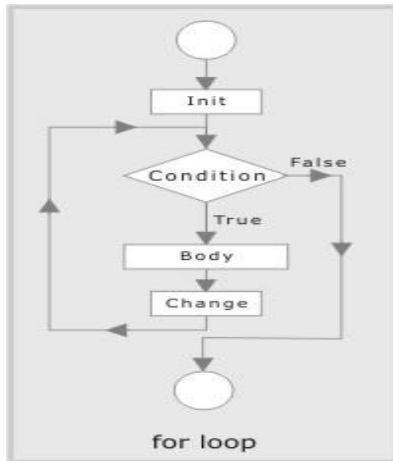 Init
Condition
False
True
Body
Change
for loop